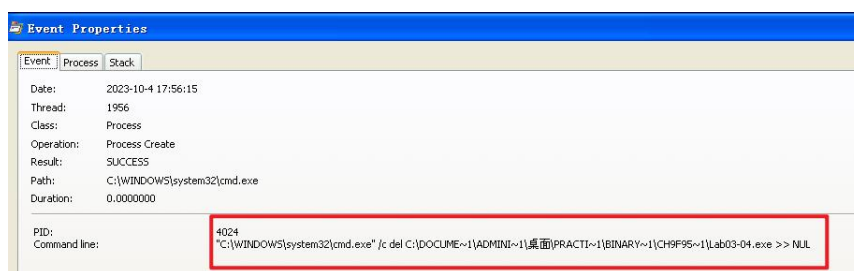 Event Properties
Event Process Stack
Date: 2023-10-4 17:56:15
Thread: 1956
Class: Process
Operation: Process Create
Result: SUCCESS
Path: C:\WINDOWS\system32\cmd.exe
Duration: 0.0000000
PID: 4024
Command line: "C:\WINDOWS\system32\cmd.exe" /c del C:\DOCUME~1\ADMINI~1\桌面\PRACTI~1\BINARY~1\CH9F95~1\Lab03-04.exe >> NUL